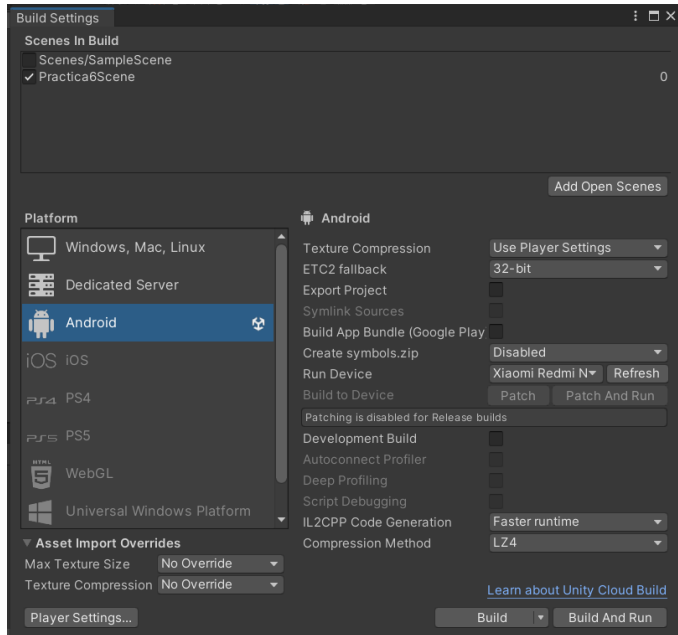 Build Settings
Scenes In Build
Scenes/SampleScene
Practica6Scene 0
Add Open Scenes
Platform
Windows, Mac, Linux
Dedicated Server
Android
iOS iOS
PS4 PS4
PS5 PS5
HTML 5 WebGL
Universal Windows Platform
Asset Import Overrides
Max Texture Size No Override
Texture Compression No Override
Player Settings...
Android
Texture Compression Use Player Settings
ETC2 fallback 32-bit
Export Project
Symlink Sources
Build App Bundle (Google Play
Create symbols.zip Disabled
Run Device Xiaomi Redmi N Refresh
Build to Device Patch Patch And Run
Patching is disabled for Release builds
Development Build
Autoconnect Profiler
Deep Profiling
Script Debugging
IL2CPP Code Generation Faster runtime
Compression Method LZ4
Learn about Unity Cloud Build
Build Build And Run